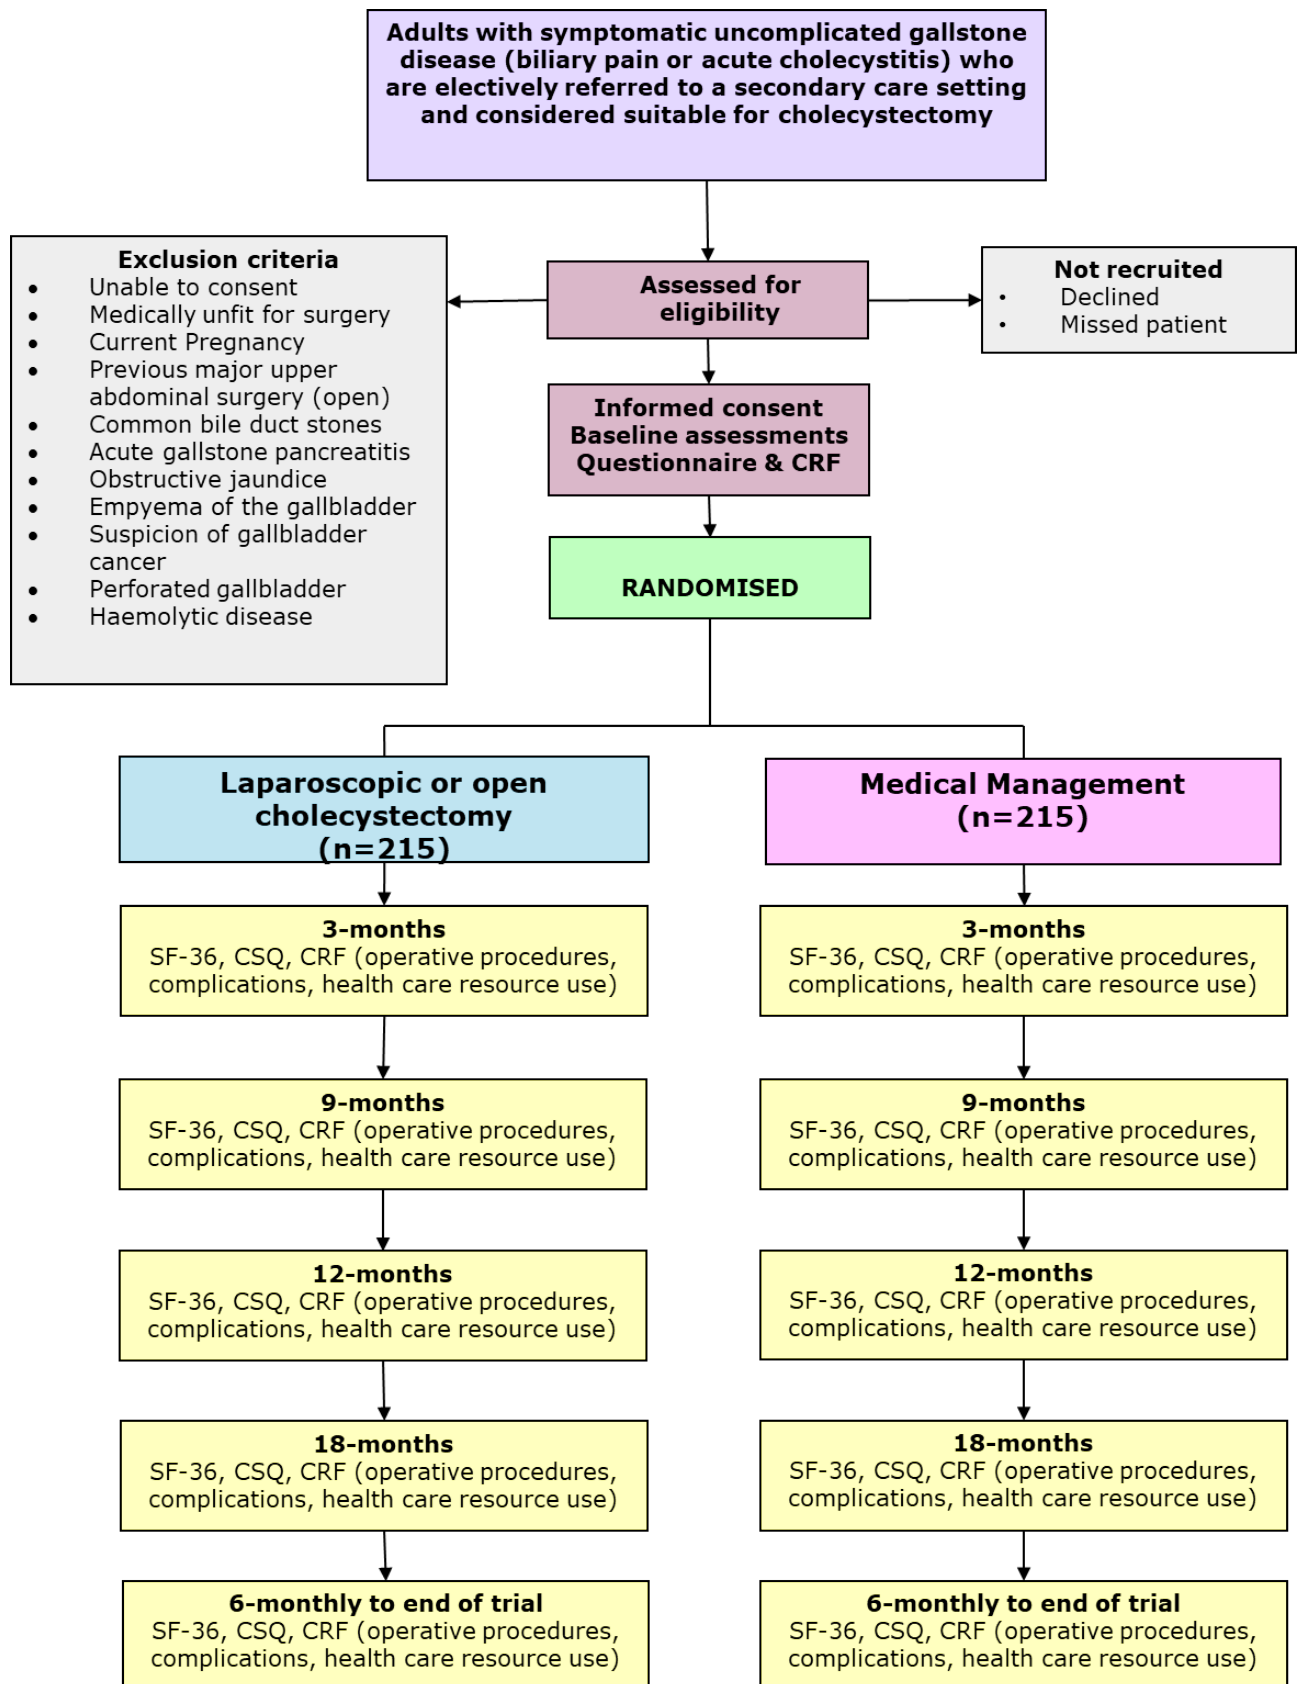 Adults with symptomatic uncomplicated gallstone
disease (biliary pain or acute cholecystitis) who
are electively referred to a secondary care setting
and considered suitable for cholecystectomy
Exclusion criteria
• Unable to consent
• Medically unfit for surgery
• Current Pregnancy
• Previous major upper
abdominal surgery (open)
• Common bile duct stones
• Acute gallstone pancreatitis
• Obstructive jaundice
• Empyema of the gallbladder
• Suspicion of gallbladder
cancer
• Perforated gallbladder
• Haemolytic disease
Assessed for
eligibility
Not recruited
• Declined
• Missed patient
Informed consent
Baseline assessments
Questionnaire & CRF
RANDOMISED
Laparoscopic or open
cholecystectomy
(n=215)
Medical Management
(n=215)
3-months
SF-36, CSQ, CRF (operative procedures,
complications, health care resource use)
3-months
SF-36, CSQ, CRF (operative procedures,
complications, health care resource use)
9-months
SF-36, CSQ, CRF (operative procedures,
complications, health care resource use)
9-months
SF-36, CSQ, CRF (operative procedures,
complications, health care resource use)
12-months
SF-36, CSQ, CRF (operative procedures,
complications, health care resource use)
12-months
SF-36, CSQ, CRF (operative procedures,
complications, health care resource use)
18-months
SF-36, CSQ, CRF (operative procedures,
complications, health care resource use)
18-months
SF-36, CSQ, CRF (operative procedures,
complications, health care resource use)
6-monthly to end of trial
SF-36, CSQ, CRF (operative procedures,
complications, health care resource use)
6-monthly to end of trial
SF-36, CSQ, CRF (operative procedures,
complications, health care resource use)